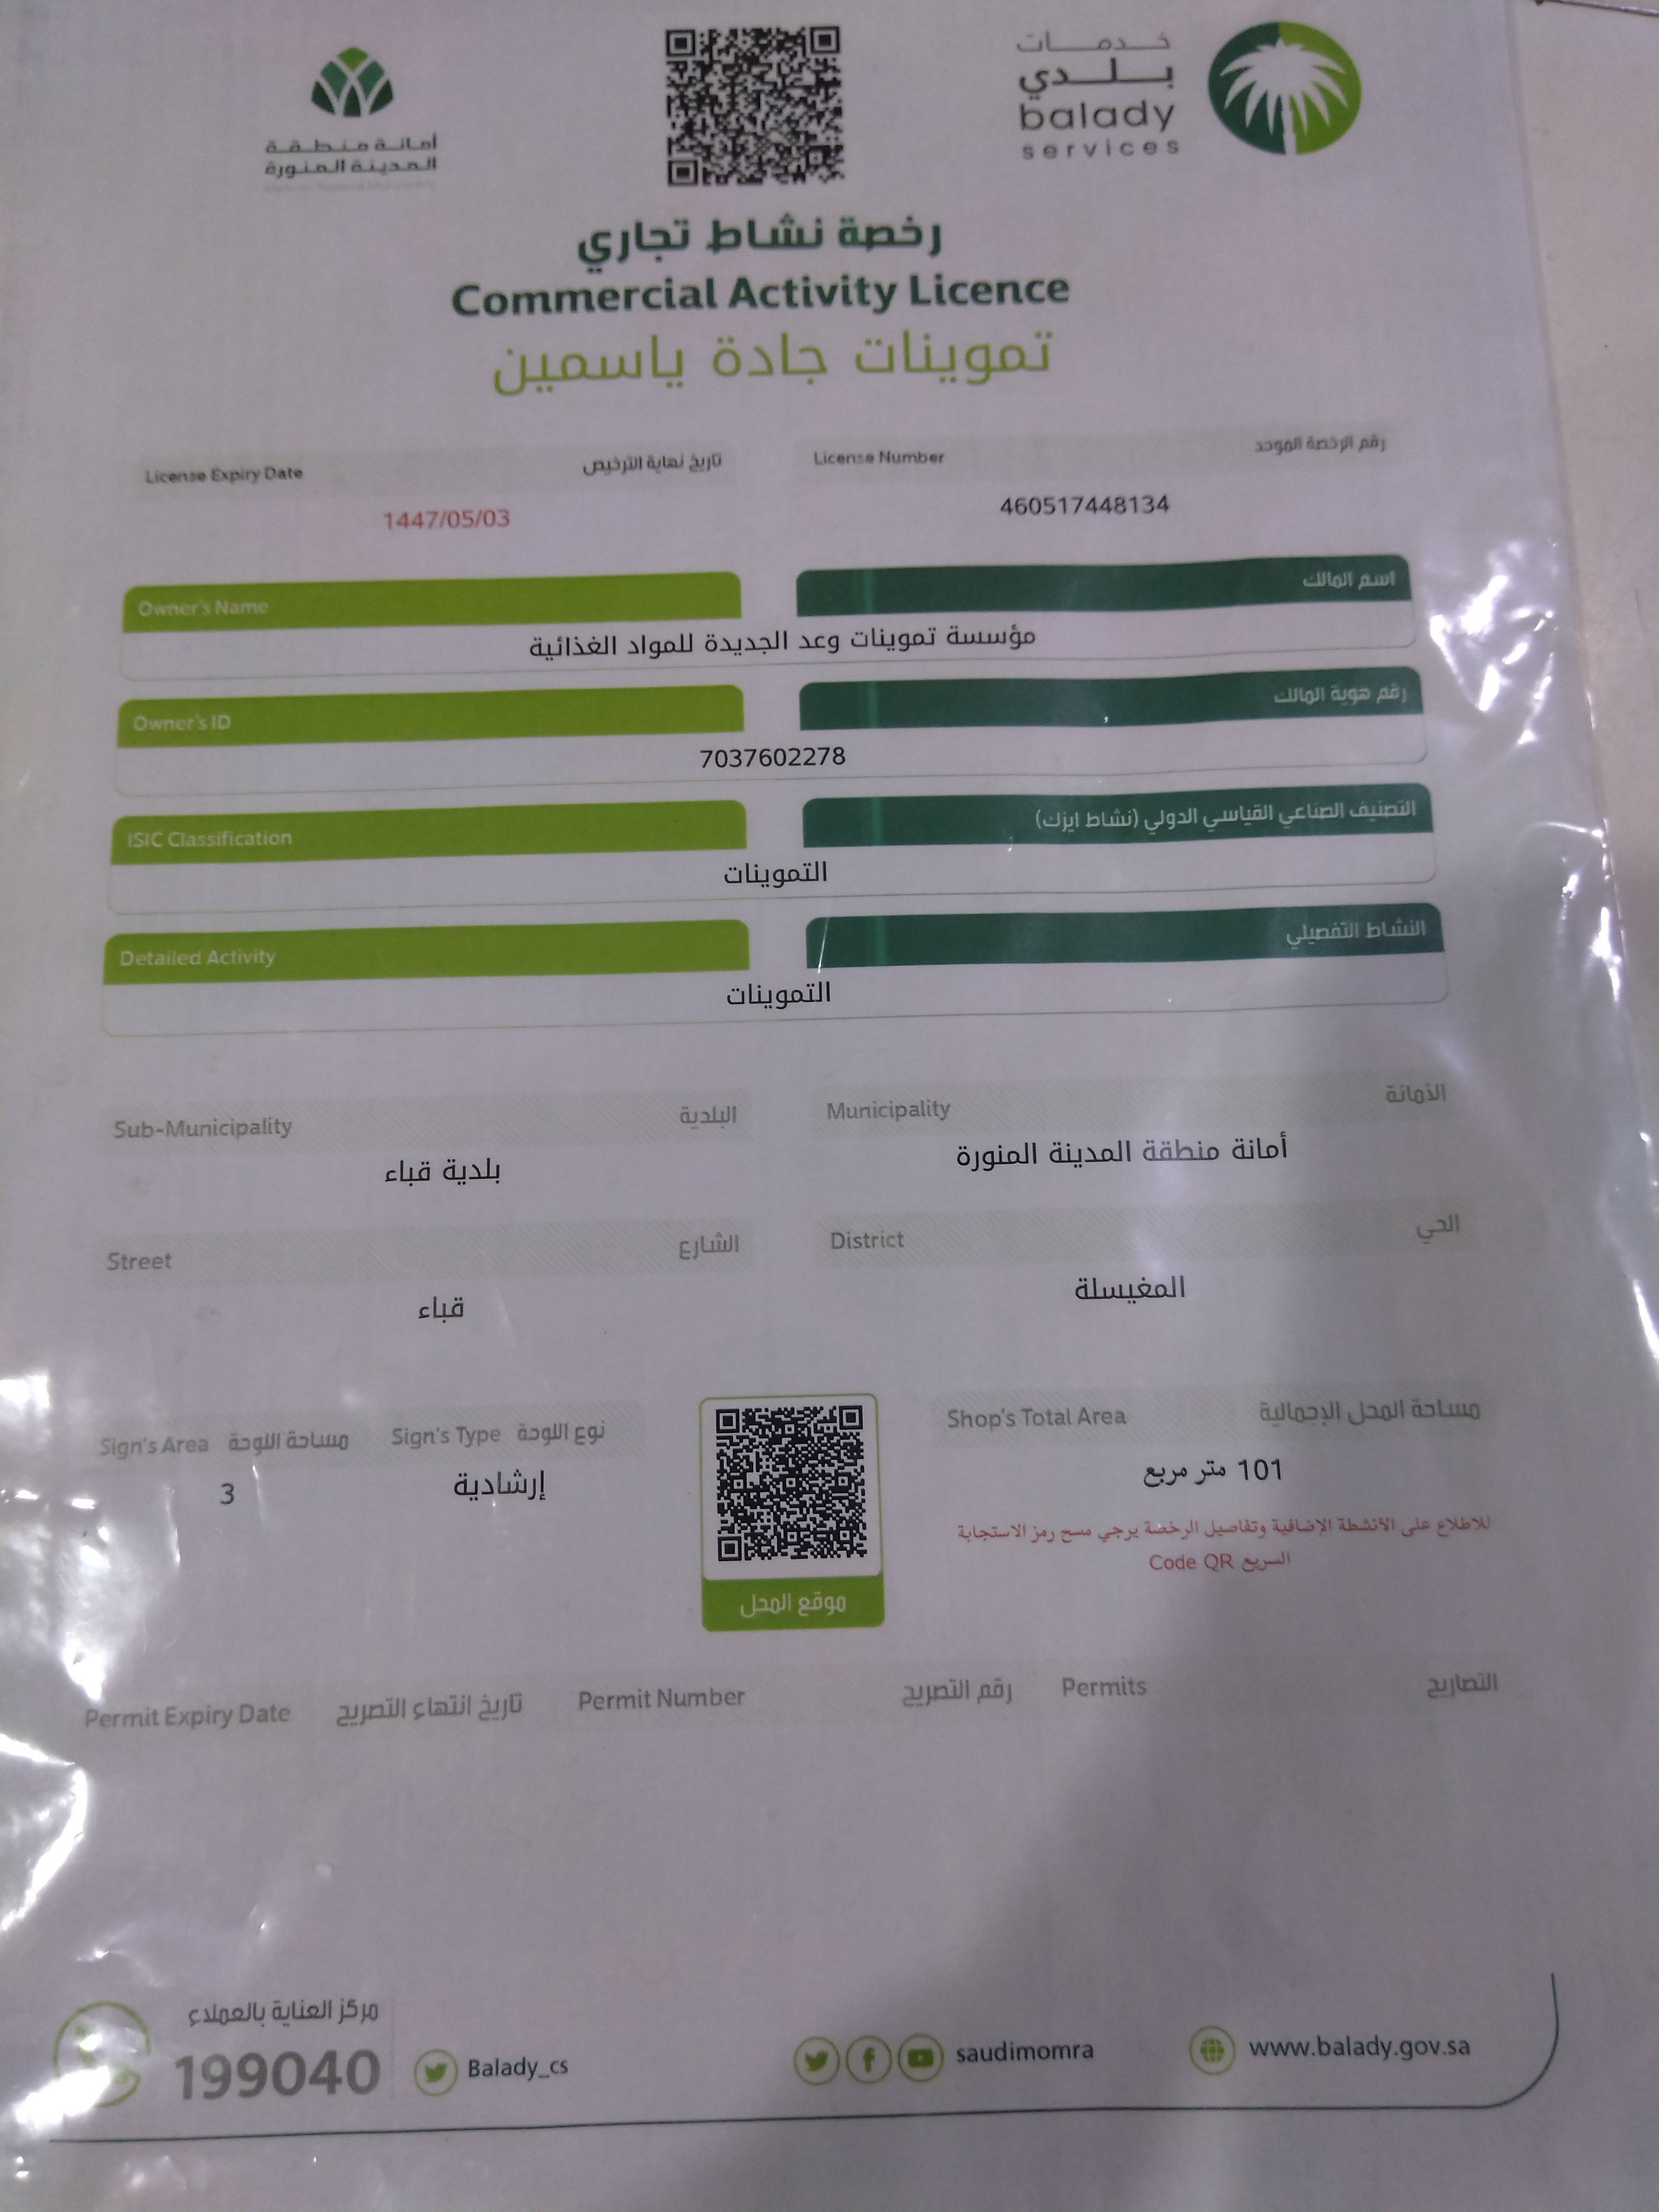 أمانة منطقة
المدينة المنورة
خدمات
بلدي
balady
services
رخصة نشاط تجاري
Commercial Activity Licence
تموينات جادة ياسمين
License Number رقم الرخصة الموحد
460517448134
License Expiry Date تاريخ نهاية الترخيص
1447/05/03
Owner's Name اسم المالك
مؤسسة تموينات وعد الجديدة للمواد الغذائية
Owner's ID رقم هوية المالك
7037602278
ISIC Classification التصنيف الصناعي القياسي الدولي (نشاط ايزك)
التموينات
Detailed Activity النشاط التفصيلي
التموينات
Municipality الأمانة
أمانة منطقة المدينة المنورة
Sub-Municipality البلدية
بلدية قباء
District الحي
المغيسلة
Street الشارع
قباء
Shop's Total Area مساحة المحل الإجمالية
101 متر مربع
للاطلاع على الأنشطة الإضافية وتفاصيل الرخصة يرجي مسح رمز الاستجابة
السريع Code QR
موقع المحل
Sign's Type نوع اللوحة
إرشادية
Sign's Area مساحة اللوحة
3
Permits التصاريح
Permit Number رقم التصريح
Permit Expiry Date تاريخ انتهاء التصريح
مركز العناية بالعملاء
199040
Balady_cs
saudimomra
www.balady.gov.sa